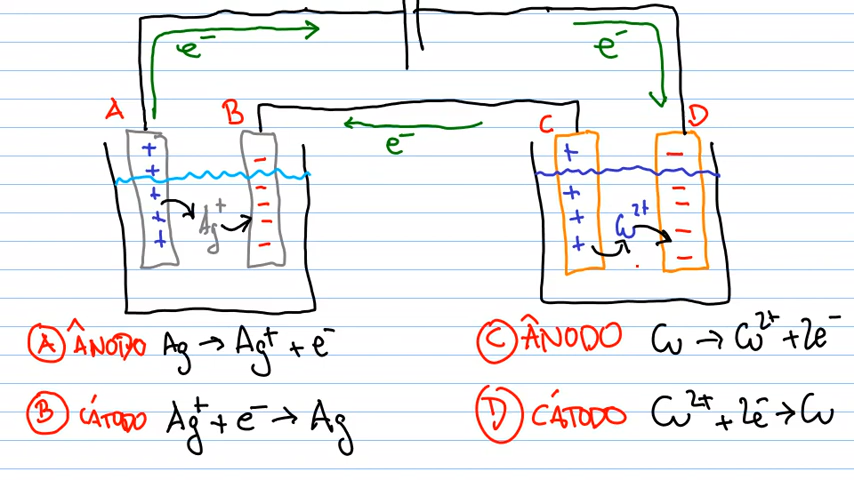 e⁻
e⁻
A
B
C
D
e⁻
+
+
+
+
+
−
−
−
−
−
+
+
+
+
−
−
−
−
−
Ag⁺
Cu²⁺
Ⓐ ÂNODO Ag → Ag⁺ + e⁻
Ⓒ ÂNODO Cu → Cu²⁺ + 2e⁻
Ⓑ CÁTODO Ag⁺ + e⁻ → Ag
Ⓓ CÁTODO Cu²⁺ + 2e⁻ → Cu